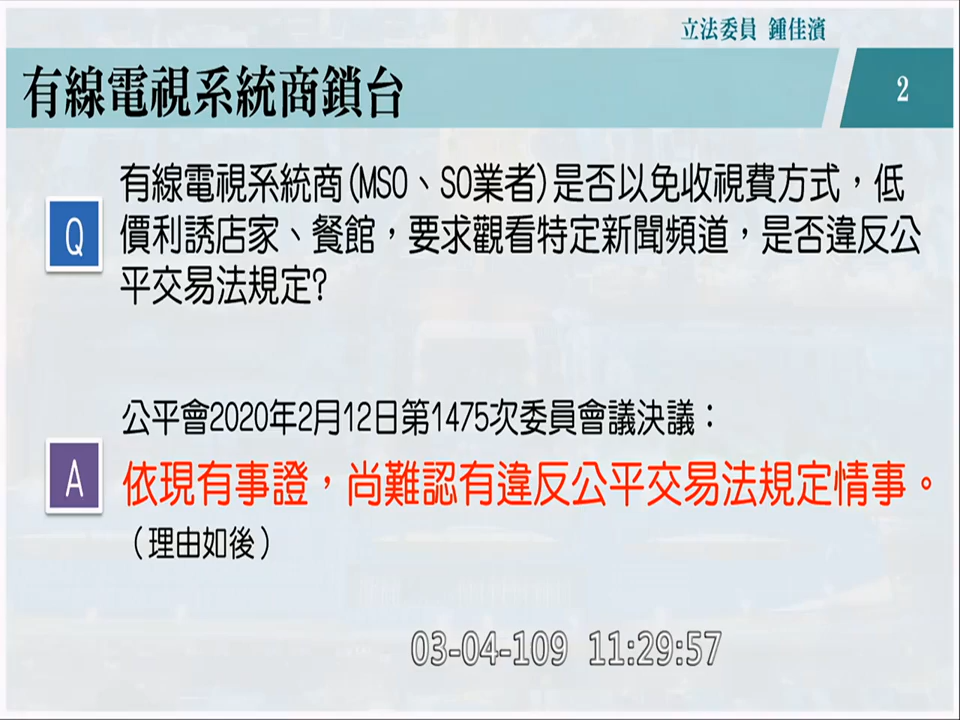 立法委員 鍾佳濱
有線電視系統商鎖台
2
Q
有線電視系統商(MSO、SO業者)是否以免收視費方式，低
價利誘店家、餐館，要求觀看特定新聞頻道，是否違反公
平交易法規定?
公平會2020年2月12日第1475次委員會議決議：
A
依現有事證，尚難認有違反公平交易法規定情事。
（理由如後）
03-04-109 11:29:57